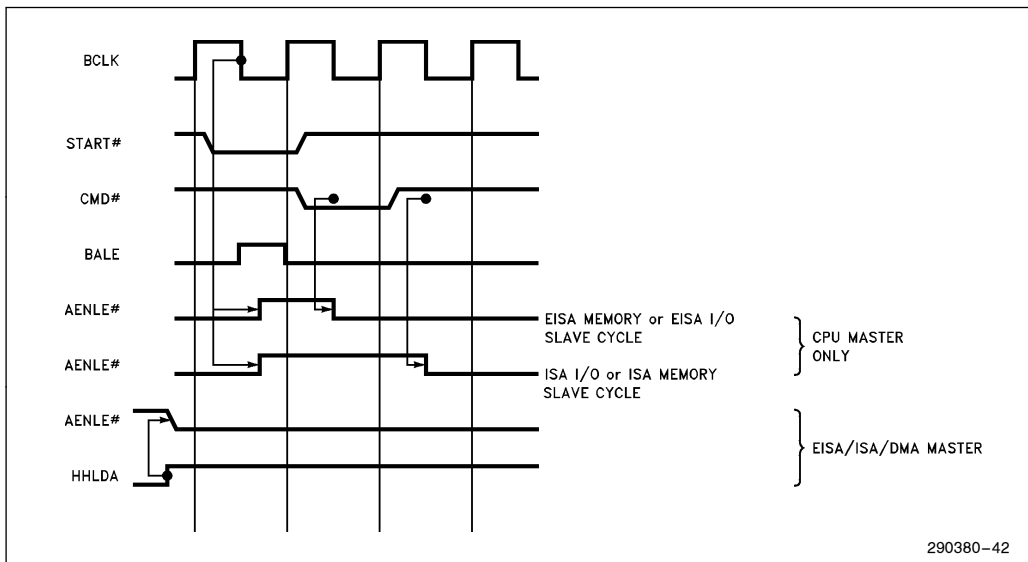 BCLK
START#
CMD#
BALE
AENLE#
EISA MEMORY or EISA I/O
SLAVE CYCLE
CPU MASTER
ONLY
AENLE#
ISA I/O or ISA MEMORY
SLAVE CYCLE
AENLE#
EISA/ISA/DMA MASTER
HHLDA
290380-42